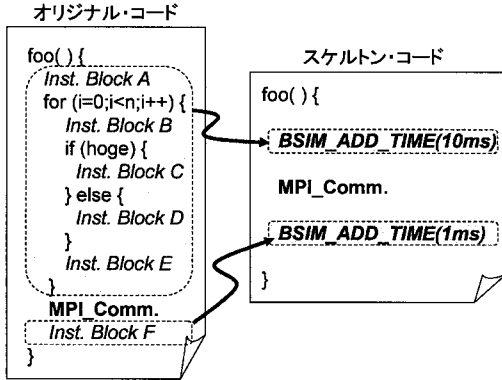 オリジナル・コード
foo( ) {
Inst. Block A
for (i=0;i<n;i++) {
Inst. Block B
if (hoge) {
Inst. Block C
} else {
Inst. Block D
}
Inst. Block E
}
MPI_Comm.
Inst. Block F
}
スケルトン・コード
foo( ) {
BSIM_ADD_TIME(10ms)
MPI_Comm.
BSIM_ADD_TIME(1ms)
}